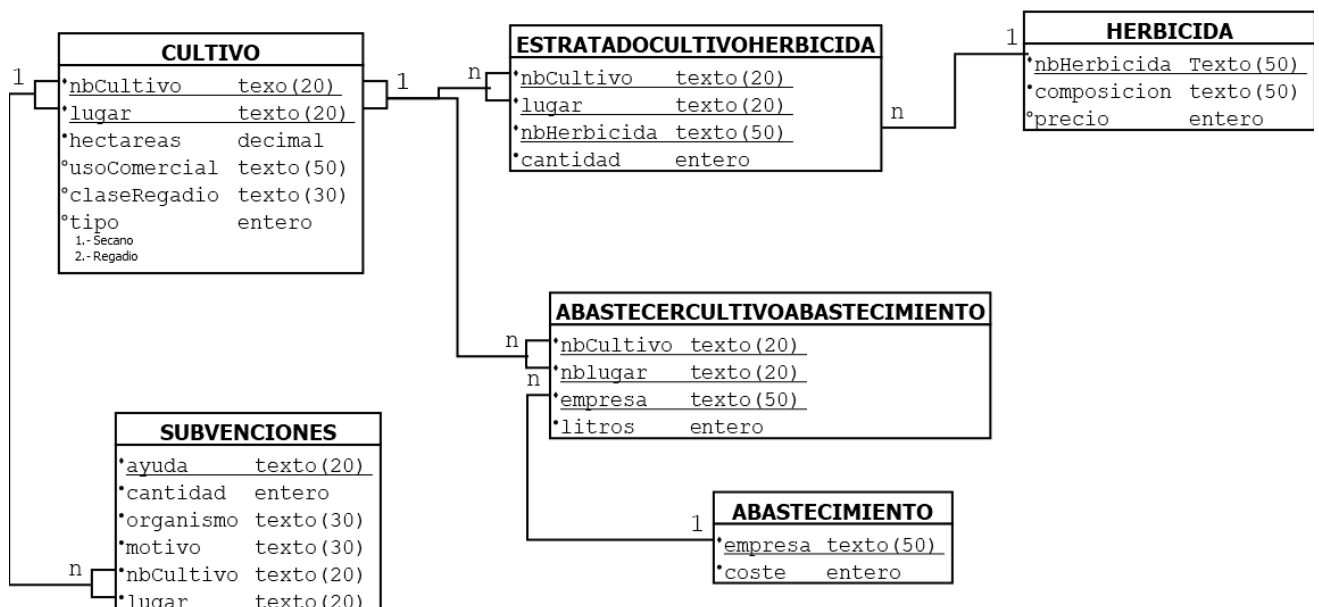 CULTIVO
1
nbCultivo texo(20)
lugar texto(20)
hectareas decimal
usoComercial texto(50)
claseRegadio texto(30)
tipo entero
1.- Secano
2.- Regadio
1
ESTRATADOCULTIVOHERBICIDA
n
nbCultivo texto(20)
lugar texto(20)
nbHerbicida texto(50)
cantidad entero
n
1
HERBICIDA
nbHerbicida Texto(50)
composicion texto(50)
precio entero
ABASTECERCULTIVOABASTECIMIENTO
n
nbCultivo texto(20)
nblugar texto(20)
n
empresa texto(50)
litros entero
SUBVENCIONES
ayuda texto(20)
cantidad entero
organismo texto(30)
motivo texto(30)
n
nbCultivo texto(20)
lugar texto(20)
1
ABASTECIMIENTO
empresa texto(50)
coste entero